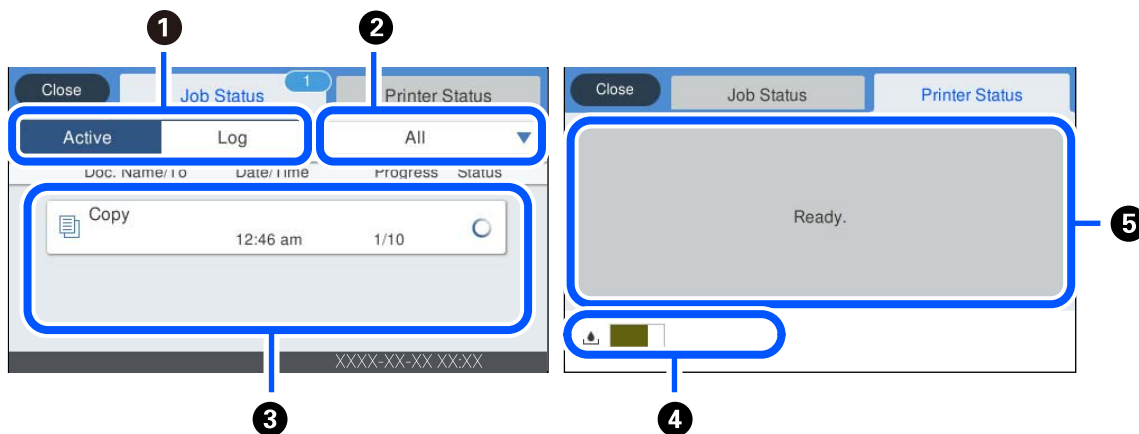 1 2
Close Job Status 1 Printer Status
Active Log All
Doc. Name/To Date/Time Progress Status
Copy
12:46 am 1/10
XXXX-XX-XX XX:XX
3
Close Job Status Printer Status
Ready.
5
4